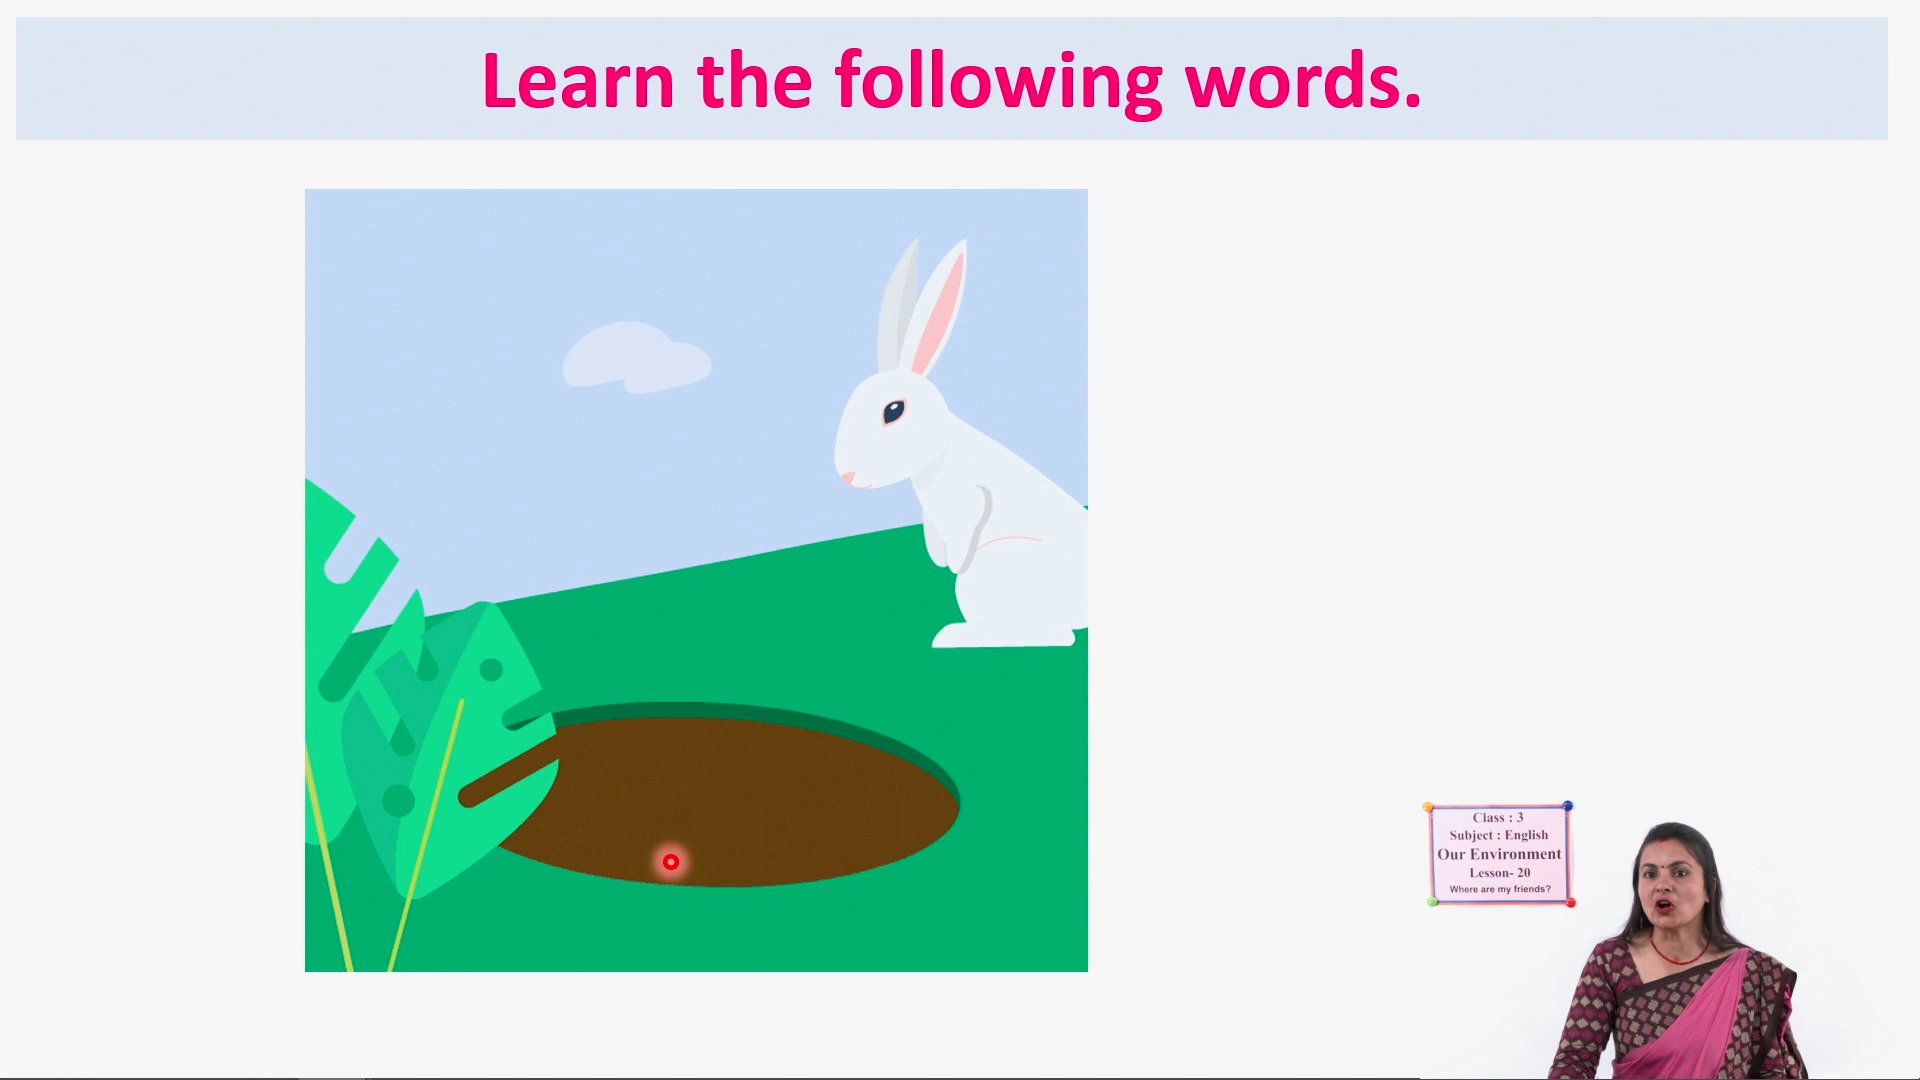 Learn the following words.
Class : 3
Subject : English
Our Environment
Lesson- 20
Where are my friends?